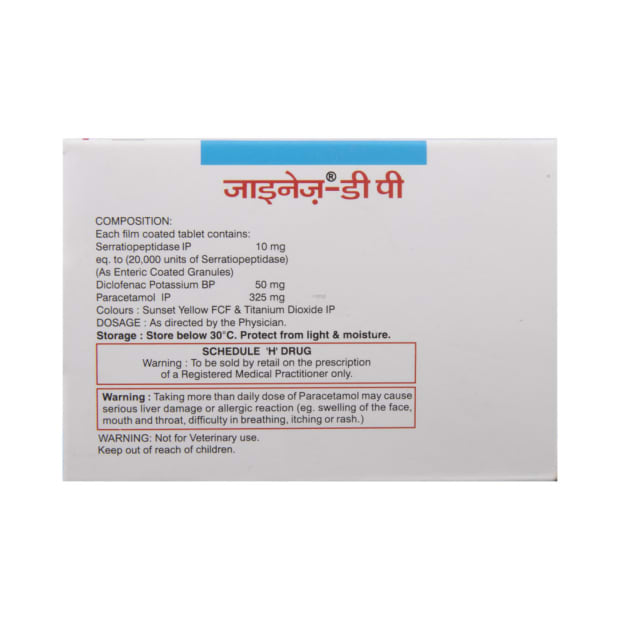 जाइनेज़®-डी पी
COMPOSITION:
Each film coated tablet contains:
Serratiopeptidase IP 10 mg
eq. to (20,000 units of Serratiopeptidase)
(As Enteric Coated Granules)
Diclofenac Potassium BP 50 mg
Paracetamol IP 325 mg
Colours : Sunset Yellow FCF & Titanium Dioxide IP
DOSAGE : As directed by the Physician.
Storage : Store below 30°C. Protect from light & moisture.
SCHEDULE 'H' DRUG
Warning : To be sold by retail on the prescription
of a Registered Medical Practitioner only.
Warning : Taking more than daily dose of Paracetamol may cause
serious liver damage or allergic reaction (eg. swelling of the face,
mouth and throat, difficulty in breathing, itching or rash.)
WARNING: Not for Veterinary use.
Keep out of reach of children.